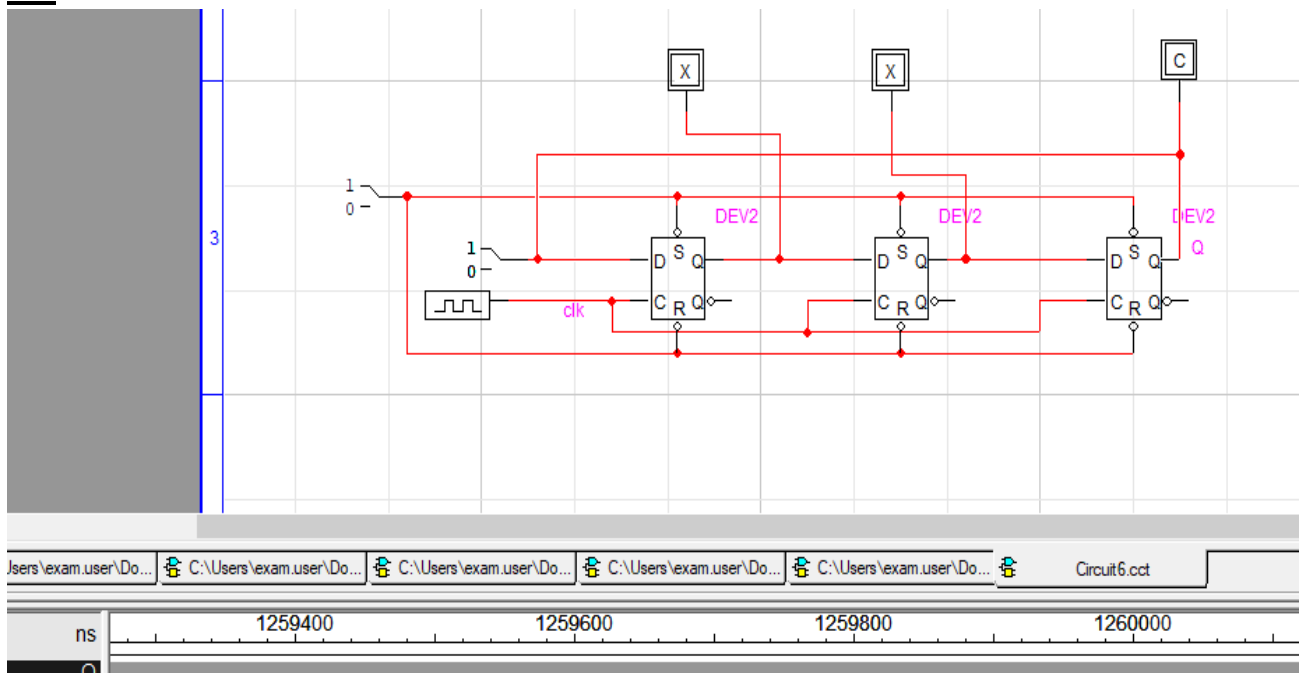 X X C
1
0
DEV2 DEV2 DEV2
3
1
0
D S Q D S Q D S Q Q
clk
C R Q C R Q C R Q
Users\exam.user\Do... C:\Users\exam.user\Do... C:\Users\exam.user\Do... C:\Users\exam.user\Do... C:\Users\exam.user\Do... Circuit6.cct
ns 1259400 1259600 1259800 1260000